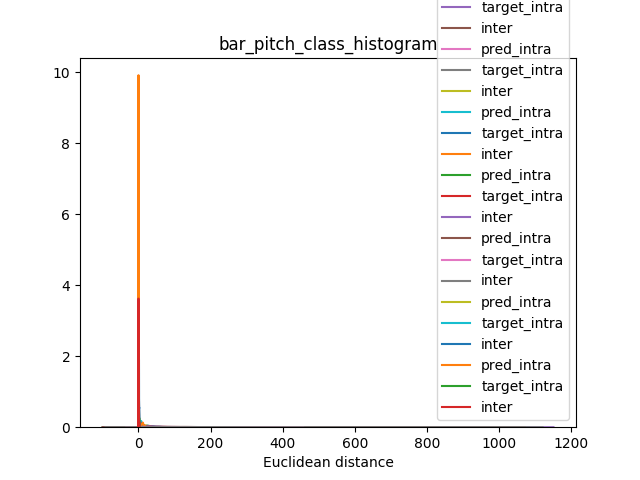 bar_pitch_class_histogram
target_intra
inter
pred_intra
target_intra
inter
pred_intra
target_intra
inter
pred_intra
target_intra
inter
pred_intra
target_intra
inter
pred_intra
target_intra
inter
pred_intra
target_intra
inter
10
8
6
4
2
0
0 200 400 600 800 1000 1200
Euclidean distance